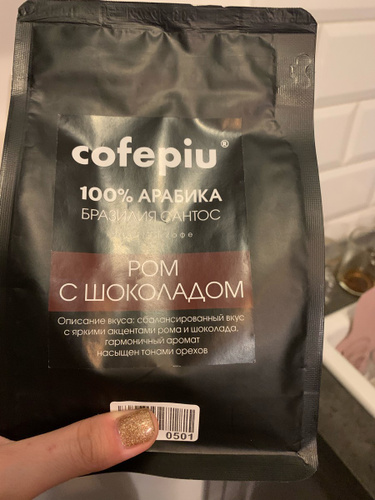 cofepiu®
100% АРАБИКА
БРАЗИЛИЯ САНТОС
кофе
РОМ
С ШОКОЛАДОМ
Описание вкуса: сбалансированный вкус
с яркими акцентами рома и шоколада.
гармоничный аромат
насыщен тонами орехов
0501